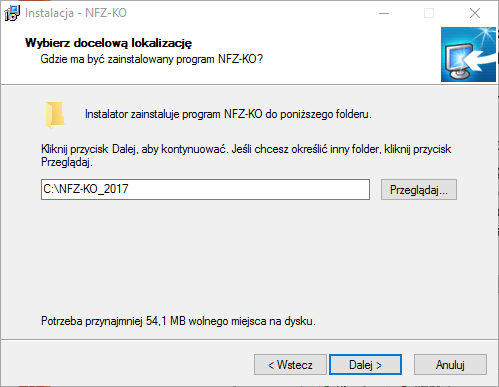 Instalacja - NFZ-KO
Wybierz docelową lokalizację
Gdzie ma być zainstalowany program NFZ-KO?
Instalator zainstaluje program NFZ-KO do poniższego folderu.
Kliknij przycisk Dalej, aby kontynuować. Jeśli chcesz określić inny folder, kliknij przycisk
Przeglądaj.
C:\NFZ-KO_2017
Przeglądaj...
Potrzeba przynajmniej 54,1 MB wolnego miejsca na dysku.
< Wstecz
Dalej >
Anuluj